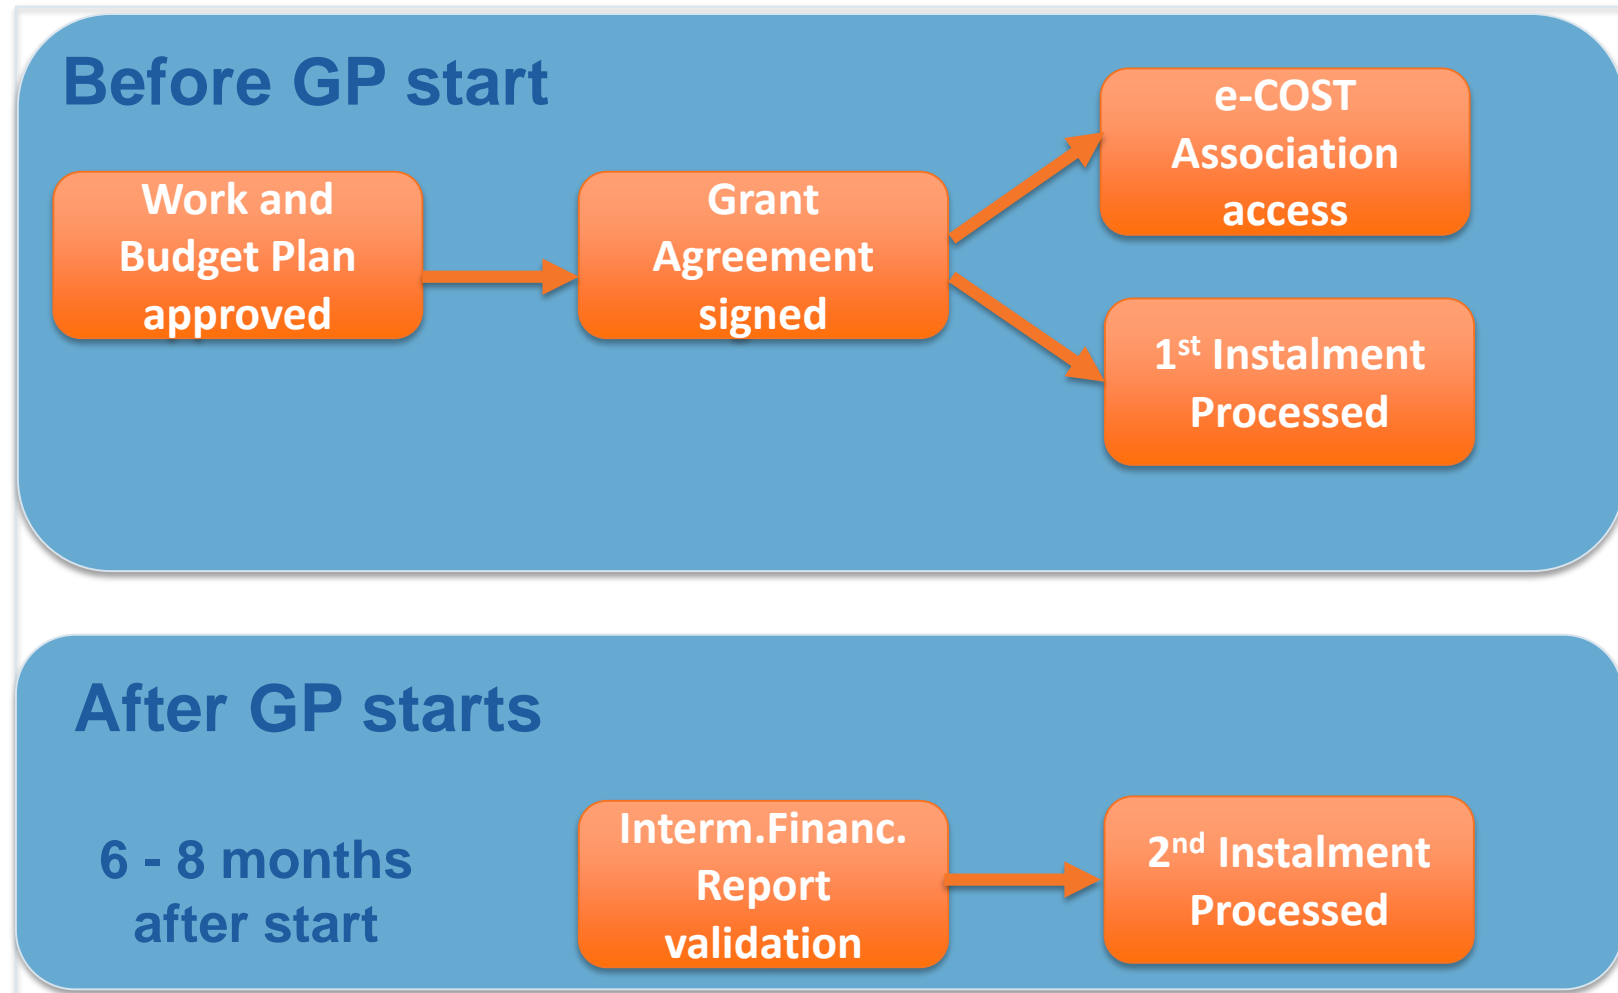 Before GP start
Work and
Budget Plan
approved
Grant
Agreement
signed
e-COST
Association
access
1st Instalment
Processed
After GP starts
6 - 8 months
after start
Interm.Financ.
Report
validation
2nd Instalment
Processed